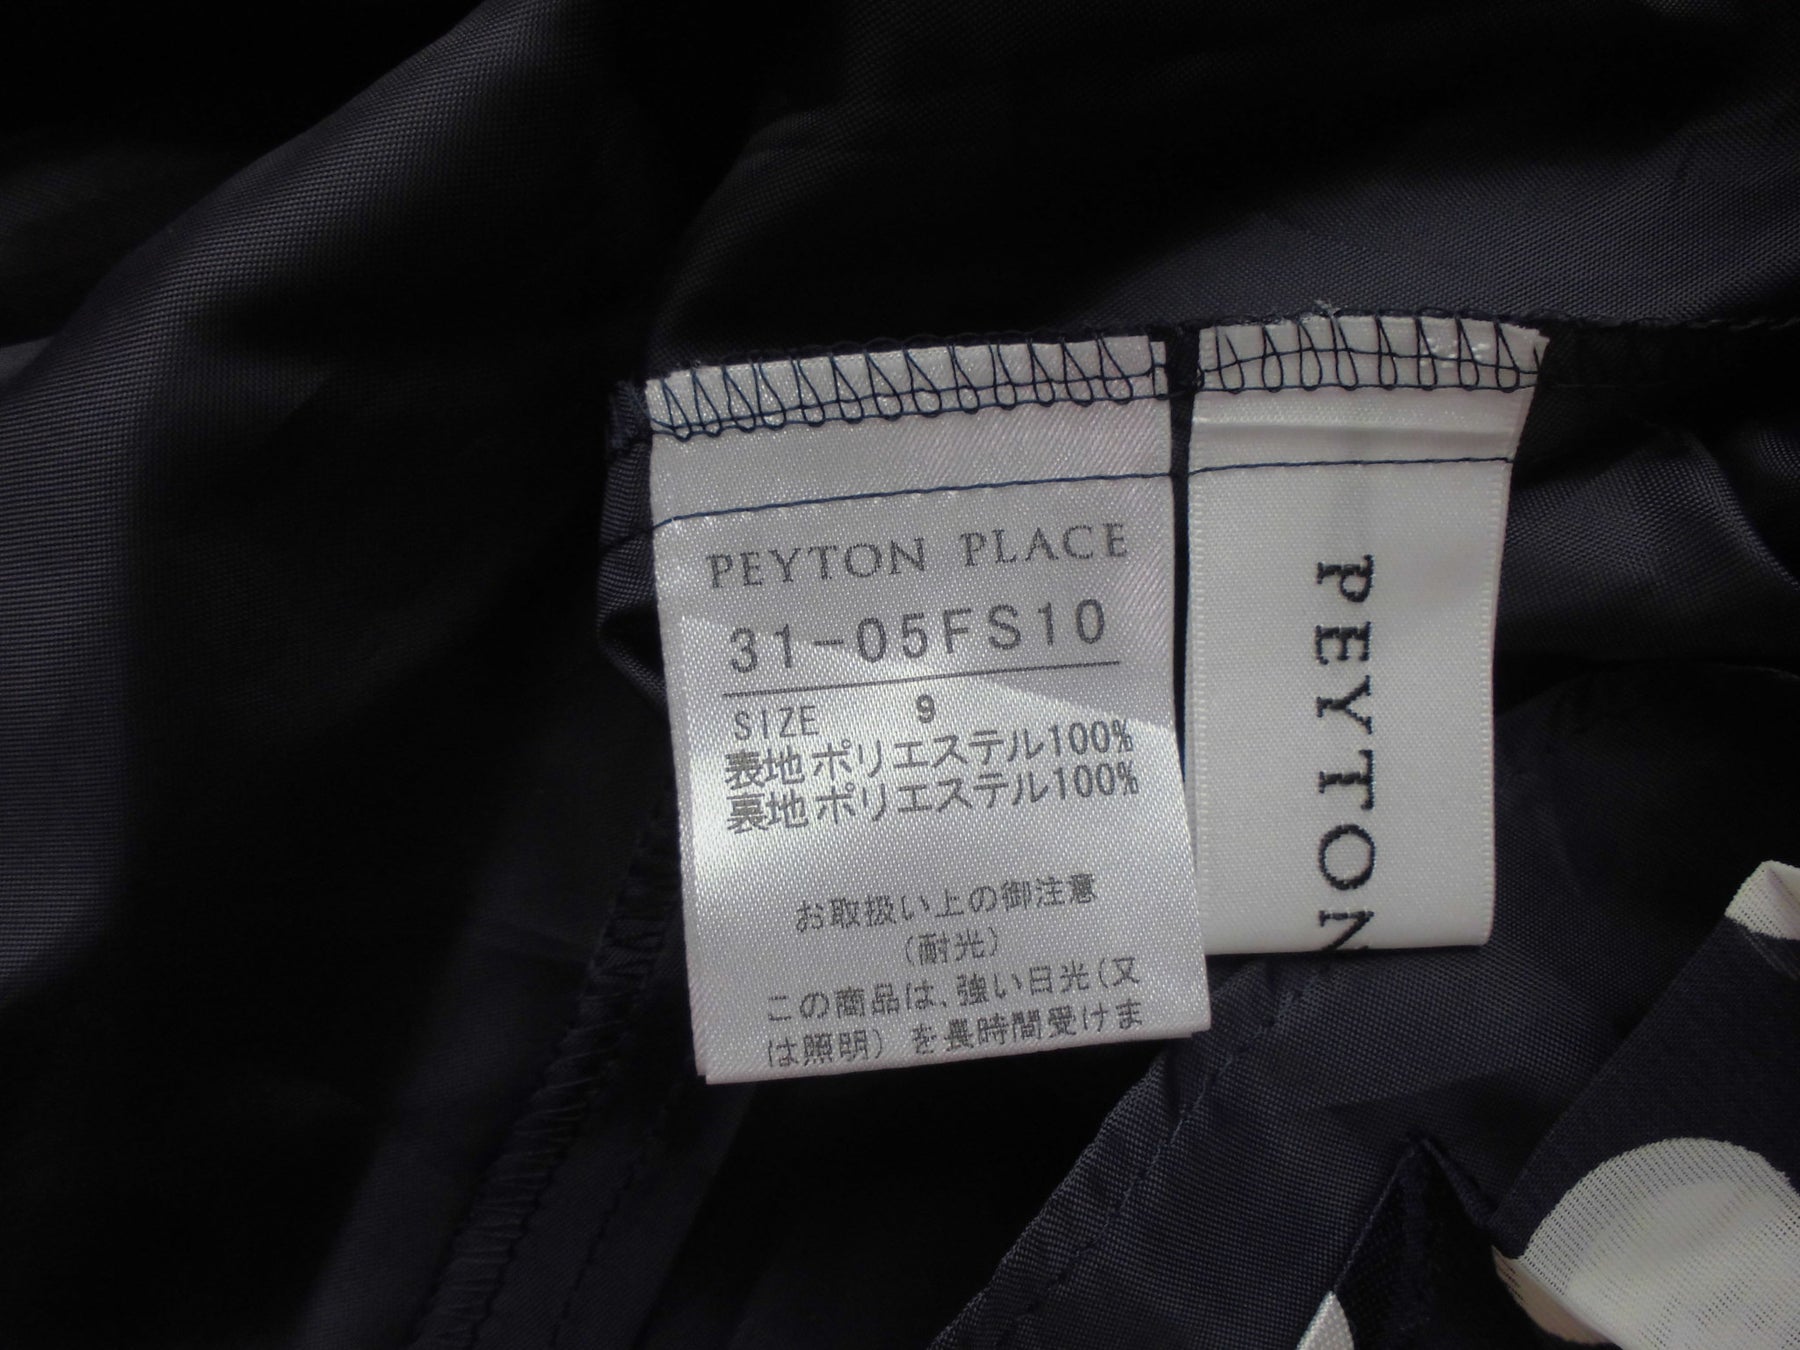 PEYTON PLACE
31-05FS10
SIZE 9
表地ポリエステル100%
裏地ポリエステル100%
お取扱い上の御注意
(耐光)
この商品は、強い日光(又
は照明)を長時間受けま
PEYTON